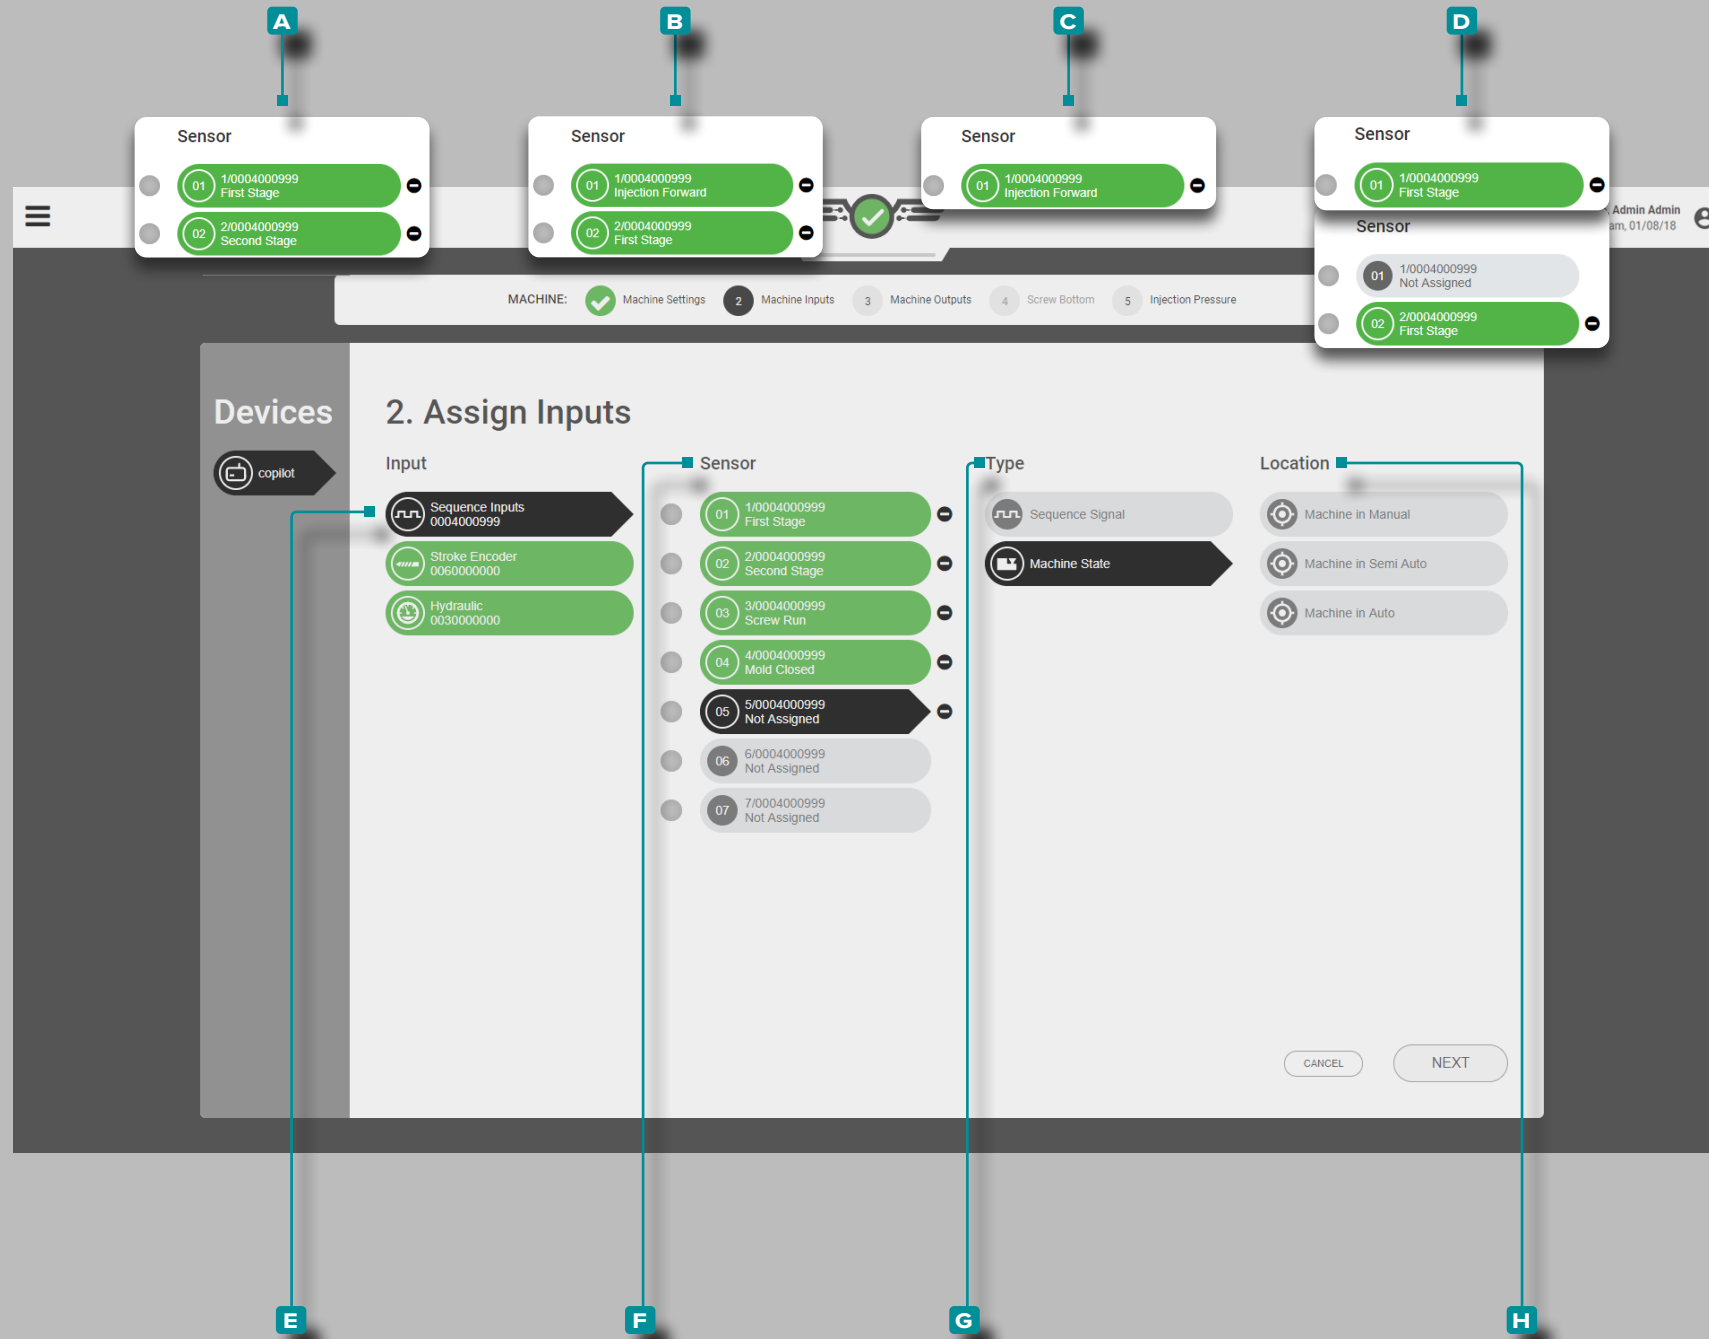 A
B
C
D
Sensor
01 1/0004000999
First Stage
02 2/0004000999
Second Stage
Sensor
01 1/0004000999
Injection Forward
02 2/0004000999
First Stage
Sensor
01 1/0004000999
Injection Forward
Sensor
01 1/0004000999
First Stage
Sensor
01 1/0004000999
Not Assigned
02 2/0004000999
First Stage
Admin Admin
am, 01/08/18
MACHINE: Machine Settings 2 Machine Inputs 3 Machine Outputs 4 Screw Bottom 5 Injection Pressure
Devices
copilot
2. Assign Inputs
Input
Sequence Inputs
0004000999
Stroke Encoder
0060000000
Hydraulic
0030000000
Sensor
01 1/0004000999
First Stage
02 2/0004000999
Second Stage
03 3/0004000999
Screw Run
04 4/0004000999
Mold Closed
05 5/0004000999
Not Assigned
06 6/0004000999
Not Assigned
07 7/0004000999
Not Assigned
Type
Sequence Signal
Machine State
Location
Machine in Manual
Machine in Semi Auto
Machine in Auto
CANCEL
NEXT
E
F
G
H